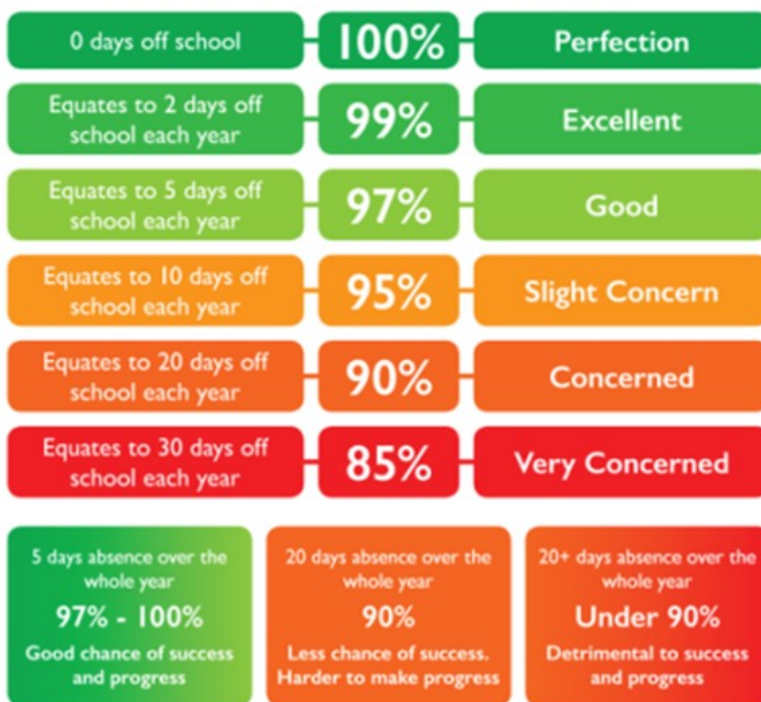 0 days off school
100%
Perfection
Equates to 2 days off
school each year
99%
Excellent
Equates to 5 days off
school each year
97%
Good
Equates to 10 days off
school each year
95%
Slight Concern
Equates to 20 days off
school each year
90%
Concerned
Equates to 30 days off
school each year
85%
Very Concerned
5 days absence over the
whole year
97% - 100%
Good chance of success
and progress
20 days absence over the
whole year
90%
Less chance of success.
Harder to make progress
20+ days absence over the
whole year
Under 90%
Detrimental to success
and progress